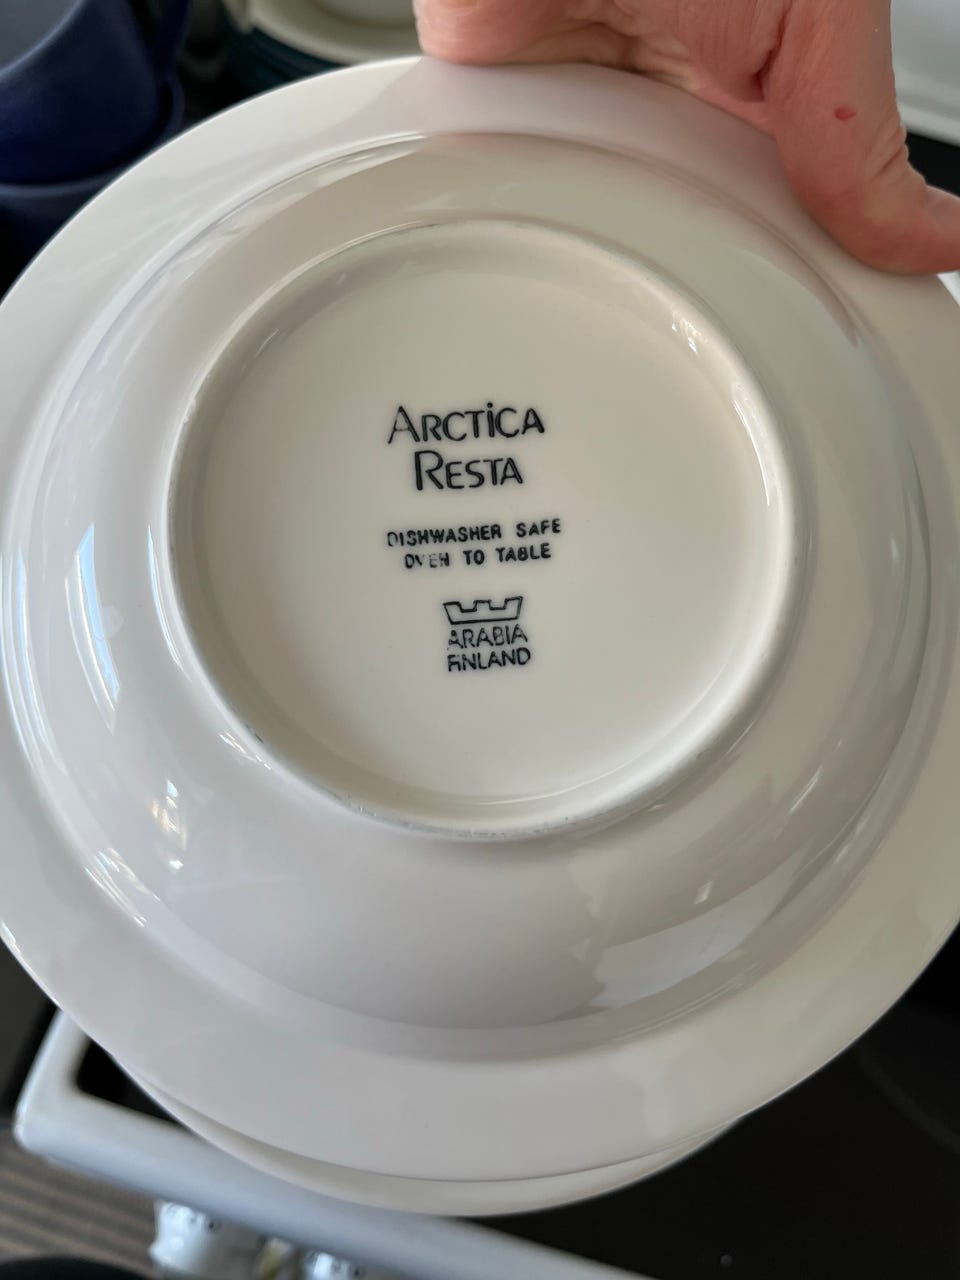 ARCTiCA
RESTA
DISHWASHER SAFE
OVEN TO TABLE
ARABIA
FINLAND